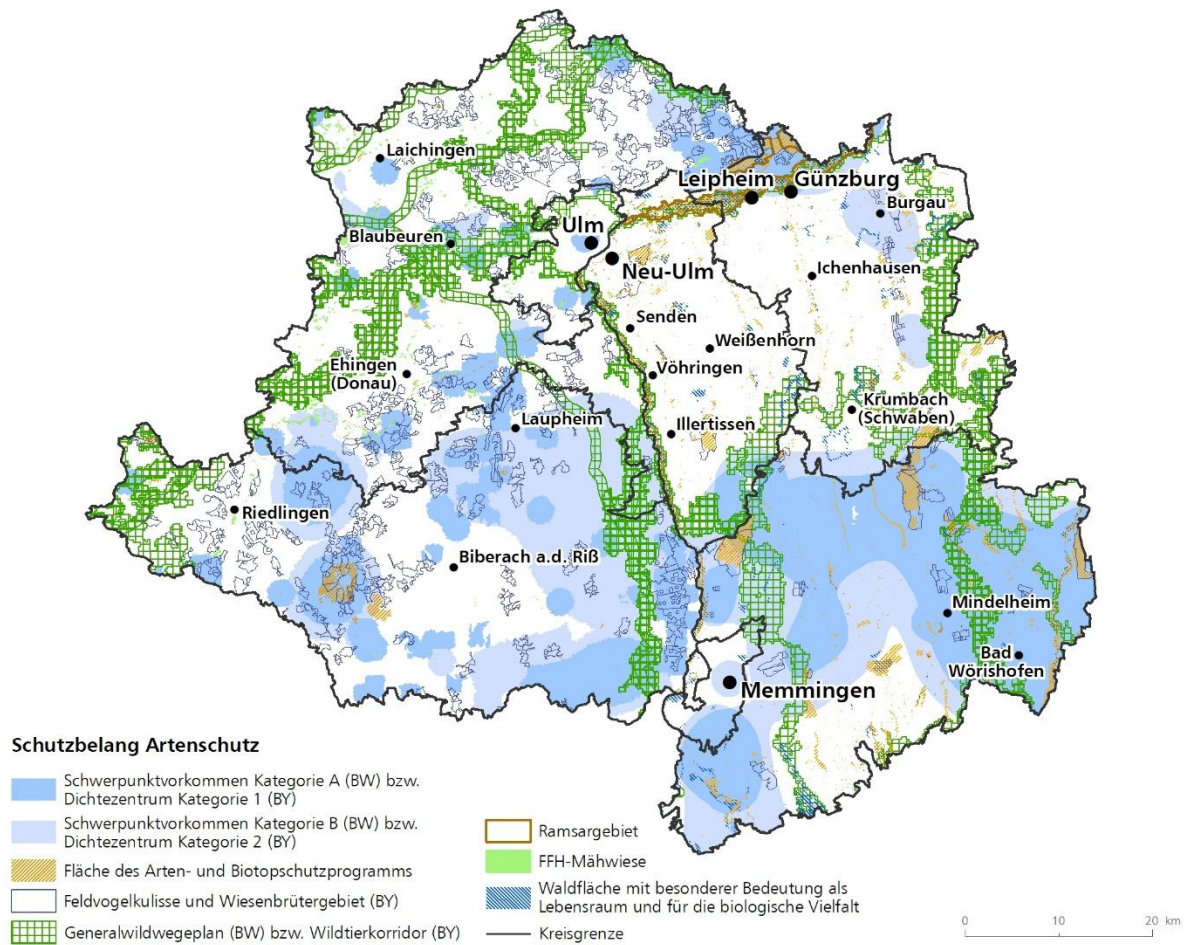 Laichingen
Leipheim
Günzburg
Burgau
Ulm
Blaubeuren
Neu-Ulm
Ichenhausen
Senden
Weißenhorn
Ehingen
(Donau)
Vöhringen
Krumbach
(Schwaben)
Laupheim
Illertissen
Riedlingen
Biberach a.d. Riß
Mindelheim
Bad
Wörishofen
Memmingen
Schutzbelang Artenschutz
Schwerpunktvorkommen Kategorie A (BW) bzw.
Dichtezentrum Kategorie 1 (BY)
Schwerpunktvorkommen Kategorie B (BW) bzw.
Dichtezentrum Kategorie 2 (BY)
Fläche des Arten- und Biotopschutzprogramms
Feldvogelkulisse und Wiesenbrütergebiet (BY)
Generalwildwegeplan (BW) bzw. Wildtierkorridor (BY)
Ramsargebiet
FFH-Mähwiese
Waldfläche mit besonderer Bedeutung als
Lebensraum und für die biologische Vielfalt
Kreisgrenze
0 10 20 km